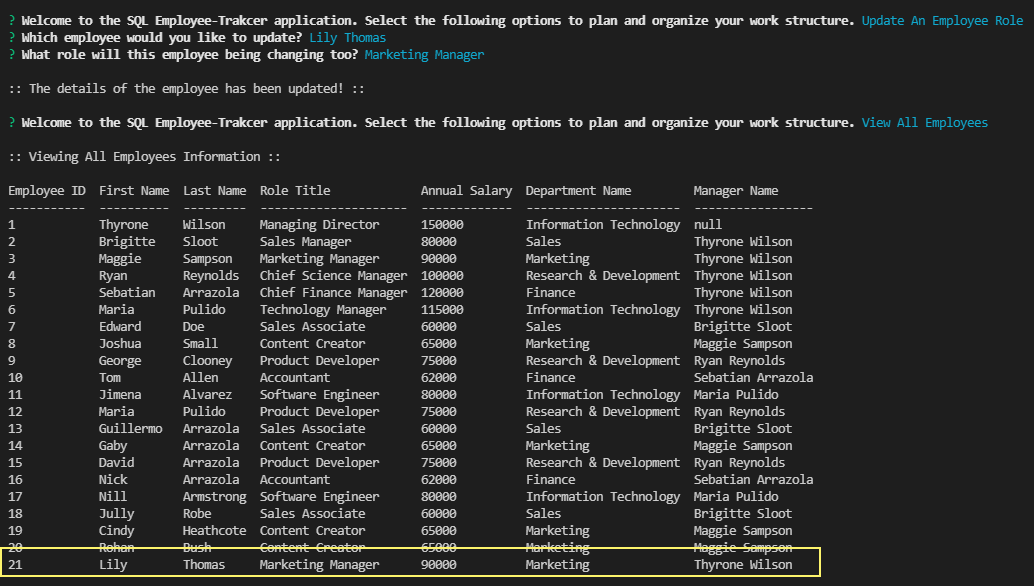 ? Welcome to the SQL Employee-Trakcer application. Select the following options to plan and organize your work structure. Update An Employee Role
? Which employee would you like to update? Lily Thomas
? What role will this employee being changing too? Marketing Manager
:: The details of the employee has been updated! ::
? Welcome to the SQL Employee-Trakcer application. Select the following options to plan and organize your work structure. View All Employees
:: Viewing All Employees Information ::
Employee ID  First Name  Last Name  Role Title             Annual Salary  Department Name         Manager Name
-----------  ----------  ---------  ---------------------  -------------  ----------------------  -----------------
1            Thyrone     Wilson     Managing Director      150000         Information Technology  null
2            Brigitte    Sloot      Sales Manager          80000          Sales                   Thyrone Wilson
3            Maggie      Sampson    Marketing Manager      90000          Marketing               Thyrone Wilson
4            Ryan        Reynolds   Chief Science Manager  100000         Research & Development  Thyrone Wilson
5            Sebatian    Arrazola   Chief Finance Manager  120000         Finance                 Thyrone Wilson
6            Maria       Pulido     Technology Manager     115000         Information Technology  Thyrone Wilson
7            Edward      Doe        Sales Associate        60000          Sales                   Brigitte Sloot
8            Joshua      Small      Content Creator        65000          Marketing               Maggie Sampson
9            George      Clooney    Product Developer      75000          Research & Development  Ryan Reynolds
10           Tom         Allen      Accountant             62000          Finance                 Sebatian Arrazola
11           Jimena      Alvarez    Software Engineer      80000          Information Technology  Maria Pulido
12           Maria       Pulido     Product Developer      75000          Research & Development  Ryan Reynolds
13           Guillermo   Arrazola   Sales Associate        60000          Sales                   Brigitte Sloot
14           Gaby        Arrazola   Content Creator        65000          Marketing               Maggie Sampson
15           David       Arrazola   Product Developer      75000          Research & Development  Ryan Reynolds
16           Nick        Arrazola   Accountant             62000          Finance                 Sebatian Arrazola
17           Nill        Armstrong  Software Engineer      80000          Information Technology  Maria Pulido
18           Jully       Robe       Sales Associate        60000          Sales                   Brigitte Sloot
19           Cindy       Heathcote  Content Creator        65000          Marketing               Maggie Sampson
20           Rohan       Bush       Content Creator        65000          Marketing               Maggie Sampson
21           Lily        Thomas     Marketing Manager      90000          Marketing               Thyrone Wilson